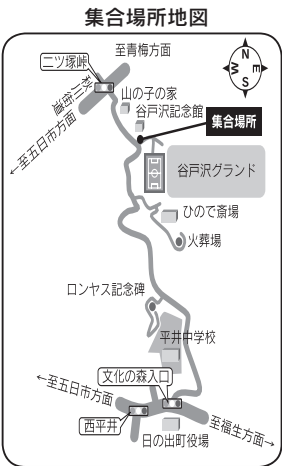 集合場所地図
至青梅方面
二ツ塚峠
秋川街道
←至五日市方面
N
E
S
W
山の子の家
谷戸沢記念館
集合場所
谷戸沢グランド
ひので斎場
火葬場
ロンヤス記念碑
平井中学校
文化の森入口
←至五日市方面
西平井
至福生方面→
日の出町役場